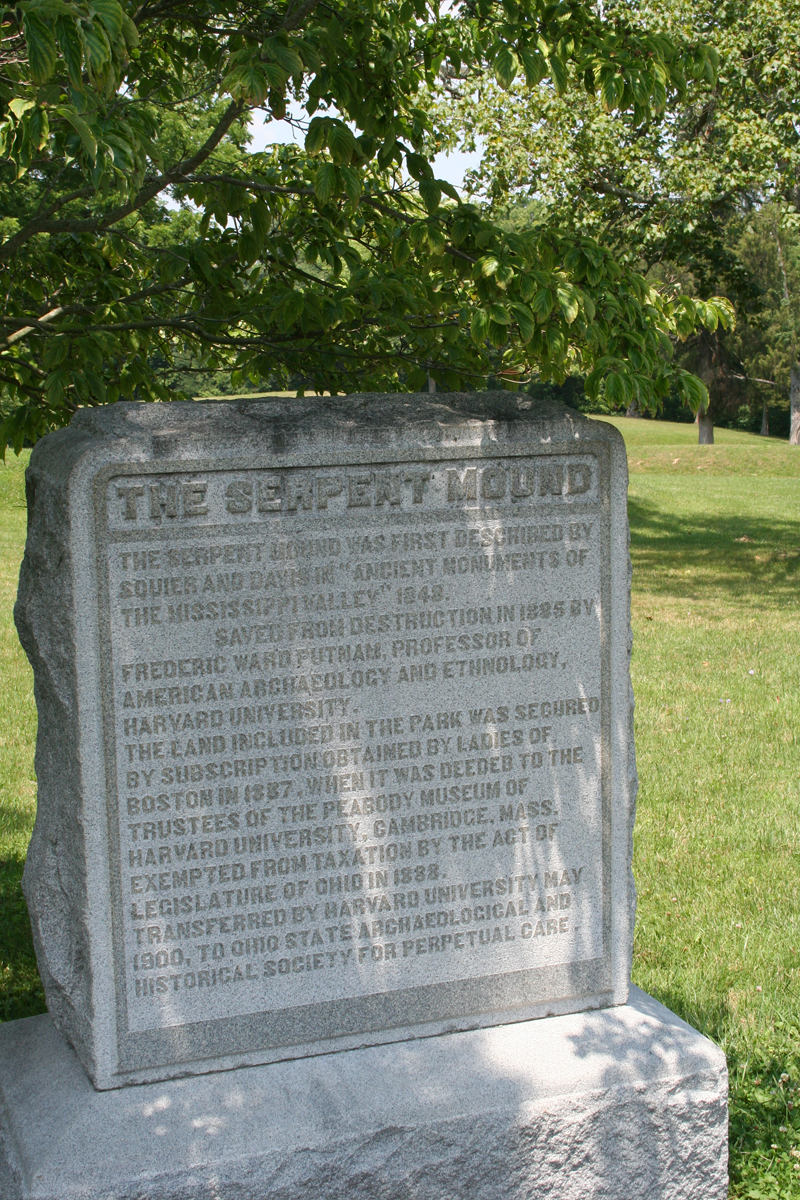 THE SERPENT MOUND
THE SERPENT MOUND WAS FIRST DESCRIBED BY
SQUIER AND DAVIS IN "ANCIENT MONUMENTS OF
THE MISSISSIPPI VALLEY" 1848.
SAVED FROM DESTRUCTION IN 1885 BY
FREDERIC WARD PUTNAM, PROFESSOR OF
AMERICAN ARCHAEOLOGY AND ETHNOLOGY,
HARVARD UNIVERSITY.
THE LAND INCLUDED IN THE PARK WAS SECURED
BY SUBSCRIPTION OBTAINED BY LADIES OF
BOSTON IN 1887, WHEN IT WAS DEEDED TO THE
TRUSTEES OF THE PEABODY MUSEUM OF
HARVARD UNIVERSITY, CAMBRIDGE, MASS.
EXEMPTED FROM TAXATION BY THE ACT OF
LEGISLATURE OF OHIO IN 1888.
TRANSFERRED BY HARVARD UNIVERSITY MAY
1900, TO OHIO STATE ARCHAEOLOGICAL AND
HISTORICAL SOCIETY FOR PERPETUAL CARE.